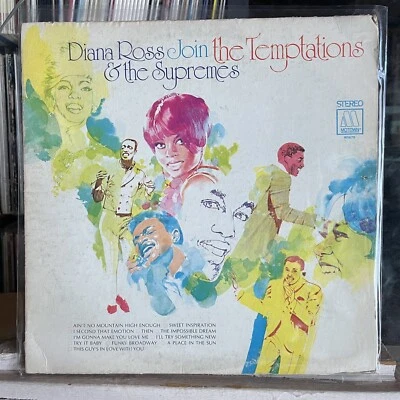 Diana Ross Join the Temptations
& the Supremes
STEREO
M
MOTOWN
AIN'T NO MOUNTAIN HIGH ENOUGH SWEET INSPIRATION
I SECOND THAT EMOTION THEN THE IMPOSSIBLE DREAM
I'M GONNA MAKE YOU LOVE ME I'LL TRY SOMETHING NEW
TRY IT BABY FUNKY BROADWAY A PLACE IN THE SUN
THIS GUY'S IN LOVE WITH YOU